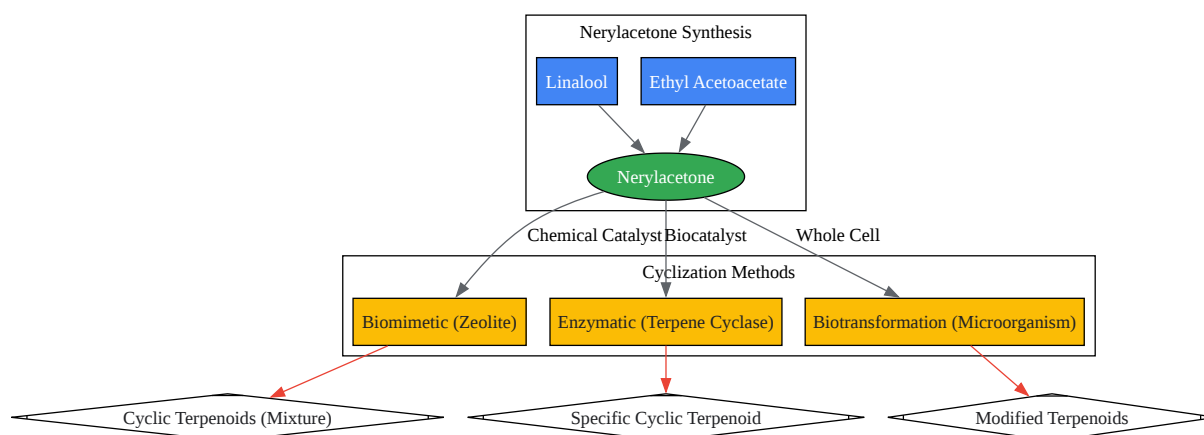 Nerylacetone Synthesis
Linalool
Ethyl Acetoacetate
Nerylacetone
Chemical Catalyst
Biocatalyst
Whole Cell
Cyclization Methods
Biomimetic (Zeolite)
Enzymatic (Terpene Cyclase)
Biotransformation (Microorganism)
Cyclic Terpenoids (Mixture)
Specific Cyclic Terpenoid
Modified Terpenoids